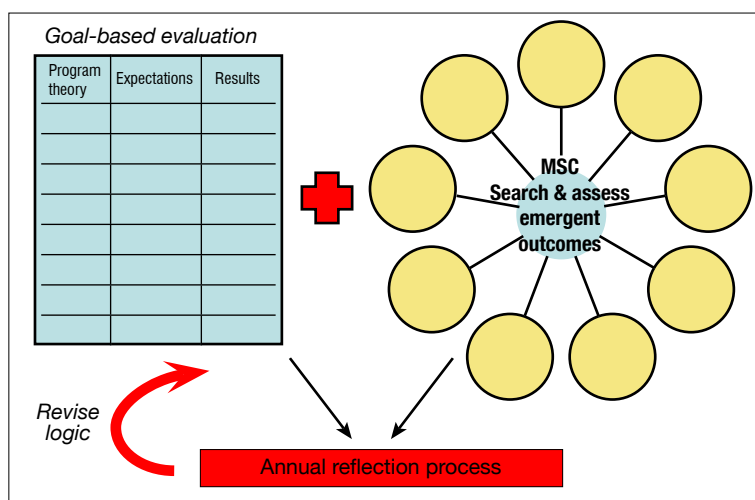 Goal-based evaluation
Program
theory
Expectations
Results
MSC
Search & assess
emergent
outcomes
Revise
logic
Annual reflection process